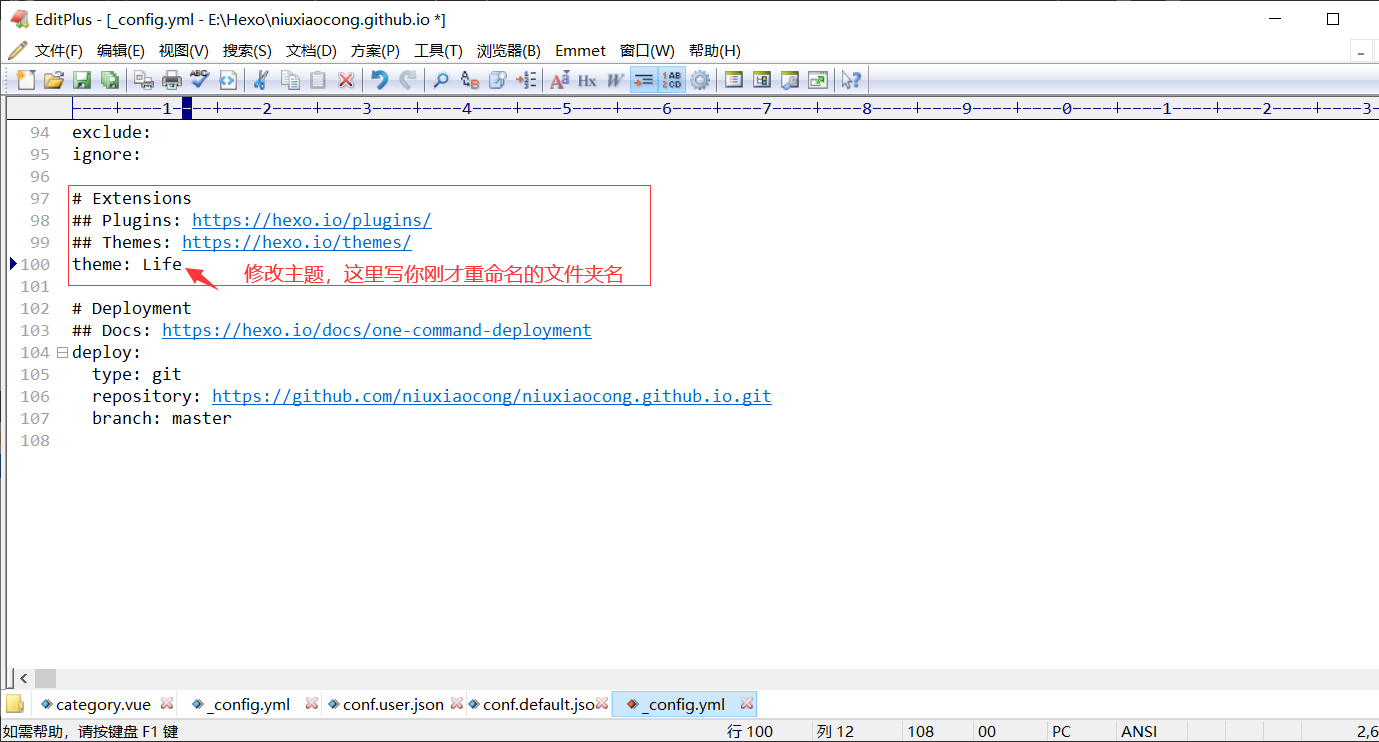 EditPlus - [_config.yml - E:\Hexo\niuxiaocong.github.io *]
文件(F) 编辑(E) 视图(V) 搜索(S) 文档(D) 方案(P) 工具(T) 浏览器(B) Emmet 窗口(W) 帮助(H)
----+----1----+----2----+----3----+----4----+----5----+----6----+----7----+----8----+----9----+----0----+----1----+----2----+----3--
94 exclude:
95 ignore:
96
97 # Extensions
98 ## Plugins: https://hexo.io/plugins/
99 ## Themes: https://hexo.io/themes/
100 theme: Life 修改主题，这里写你刚才重命名的文件夹名
101
102 # Deployment
103 ## Docs: https://hexo.io/docs/one-command-deployment
104 deploy:
105 type: git
106 repository: https://github.com/niuxiaocong/niuxiaocong.github.io.git
107 branch: master
108
category.vue _config.yml conf.user.json conf.default.jso _config.yml
如需帮助，请按键盘 F1 键 行 100 列 12 108 00 PC ANSI 2,6